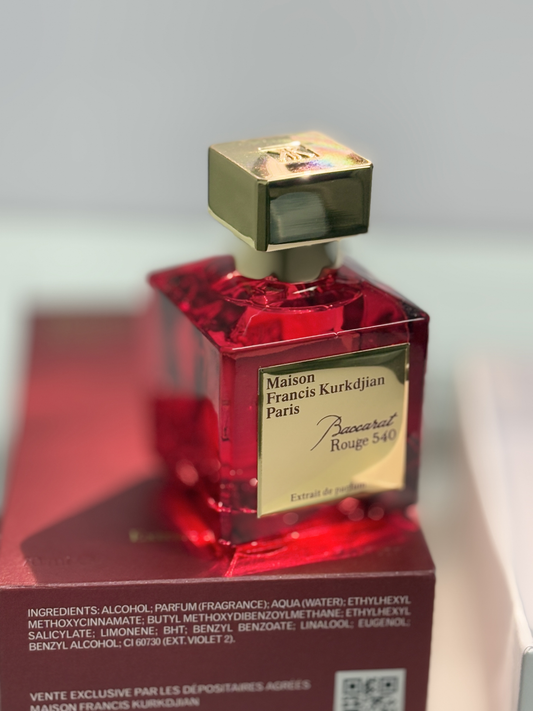 Maison
Francis Kurkdjian
Paris
Baccarat
Rouge 540
Extrait de parfum
INGREDIENTS: ALCOHOL; PARFUM (FRAGRANCE); AQUA (WATER); ETHYLHEXYL
METHOXYCINNAMATE; BUTYL METHOXYDIBENZOYLMETHANE; ETHYLHEXYL
SALICYLATE; LIMONENE; BHT; BENZYL BENZOATE; LINALOOL; EUGENOL;
BENZYL ALCOHOL; CI 60730 (EXT. VIOLET 2).
VENTE EXCLUSIVE PAR LES DÉPOSITAIRES AGRÉÉS
MAISON FRANCIS KURKDJIAN